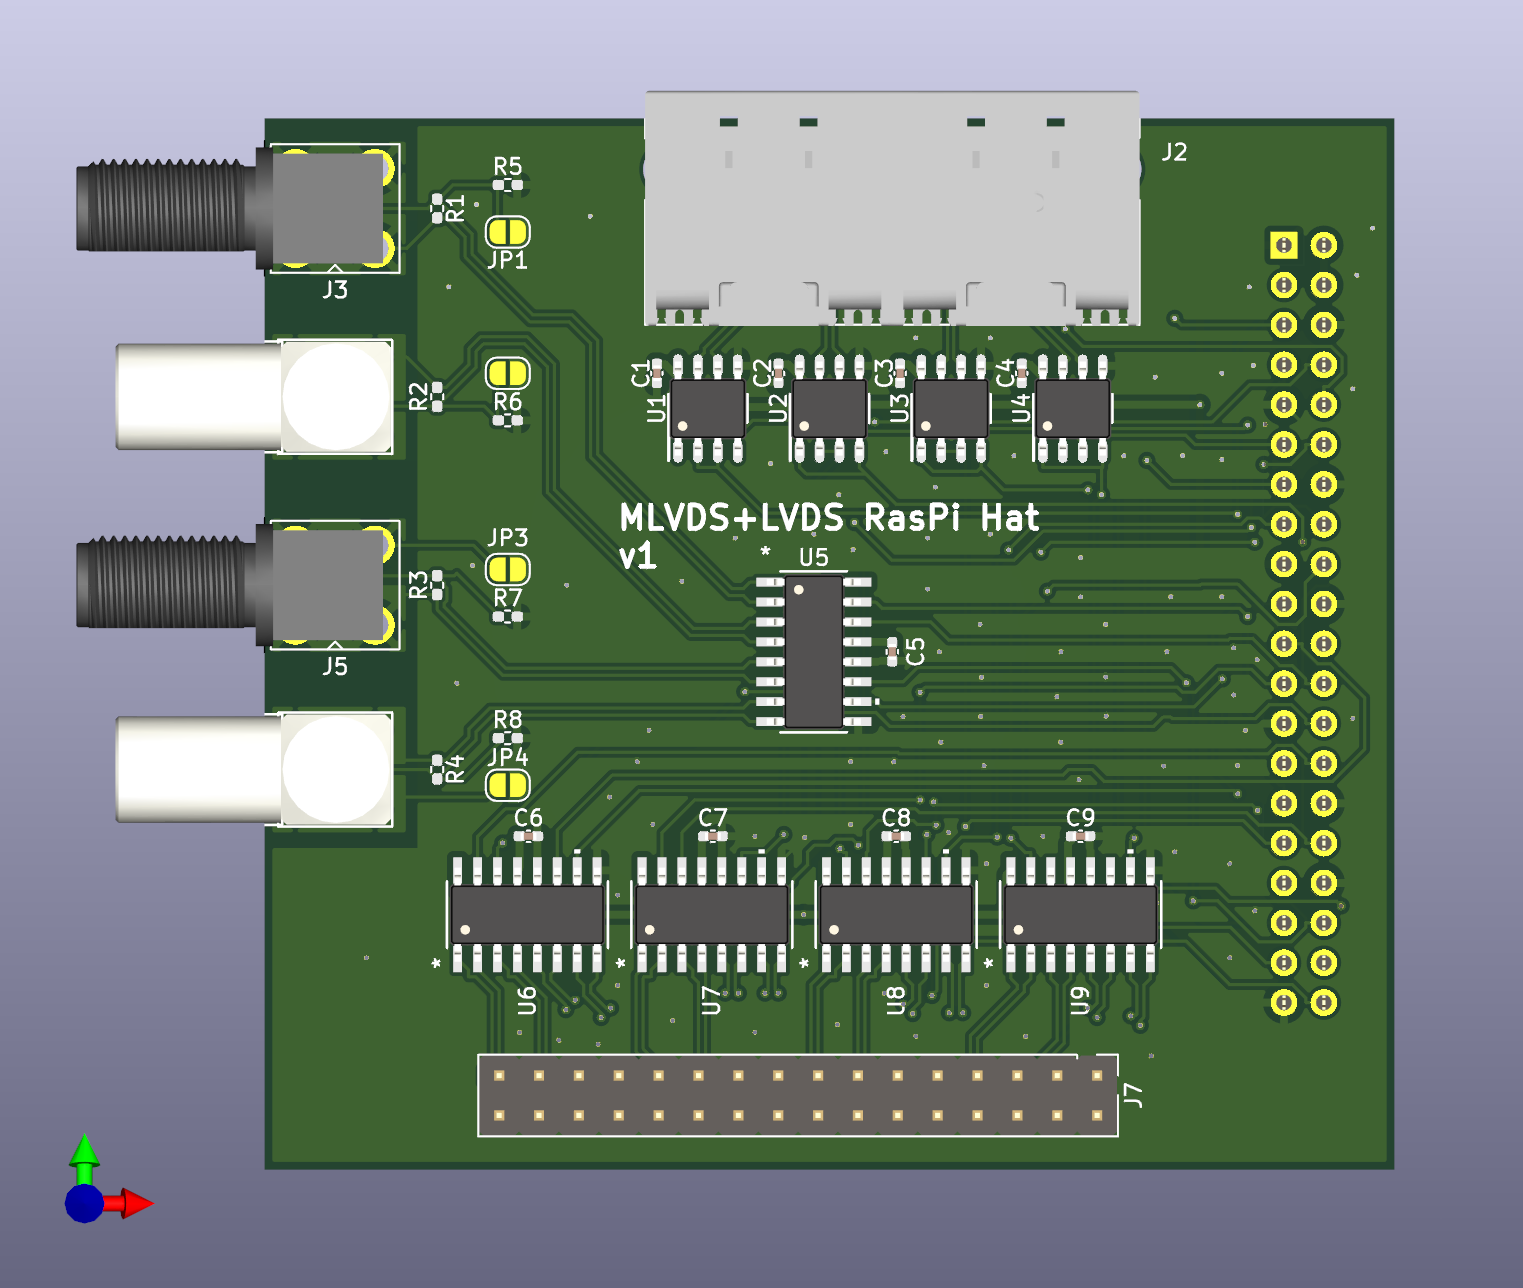 J2
R5
R1
JP1
J3
C1
C2
C3
C4
U1
U2
U3
U4
R2
R6
MLVDS+LVDS RasPi Hat
v1
* U5
JP3
R3
R7
C5
J5
R8
JP4
R4
C6
C7
C8
C9
*
*
*
*
U6
U7
U8
U9
J7